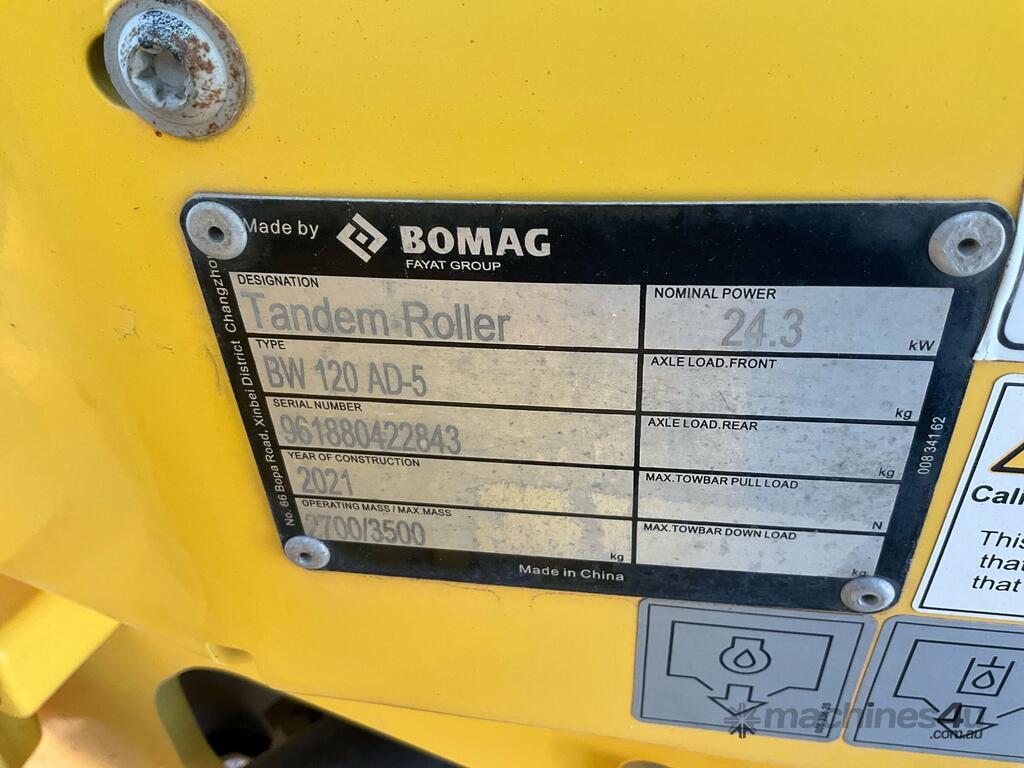 Made by
BOMAG
FAYAT GROUP
DESIGNATION
Tandem Roller
TYPE
BW 120 AD-5
SERIAL NUMBER
961880422843
YEAR OF CONSTRUCTION
2021
OPERATING MASS / MAX.MASS
2700/3500
kg
NOMINAL POWER
24.3
kW
AXLE LOAD.FRONT
kg
AXLE LOAD.REAR
kg
MAX.TOWBAR PULL LOAD
N
MAX.TOWBAR DOWN LOAD
kg
Made in China
No. 66 Bopa Road, Xinbei District Changzho
008 341 62
Cali
This
that
that
machines4u
.com.au